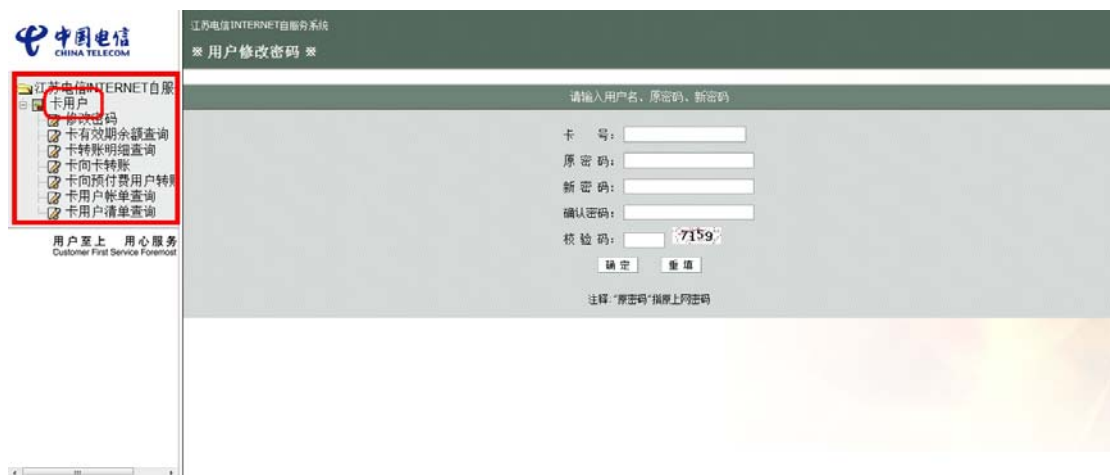 中国电信
CHINA TELECOM
江苏电信INTERNET自服
卡用户
修改密码
卡有效期余额查询
卡转账明细查询
卡向卡转账
卡向预付费用户转账
卡用户帐单查询
卡用户清单查询
用户至上 用心服务
Customer First Service Foremost
江苏电信INTERNET自服务系统
※ 用户修改密码 ※
请输入用户名、原密码、新密码
卡 号:
原 密 码:
新 密 码:
确认密码:
校 验 码: 7159
确 定 重 填
注释:"原密码"指原上网密码